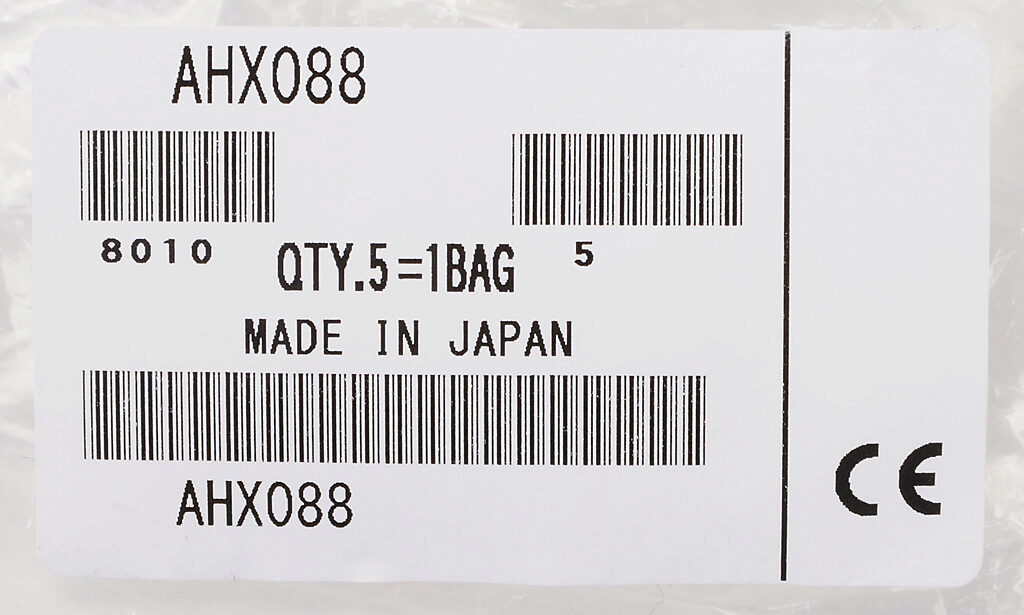 AHX088
8010
QTY.5=1BAG
5
MADE IN JAPAN
AHX088
CE